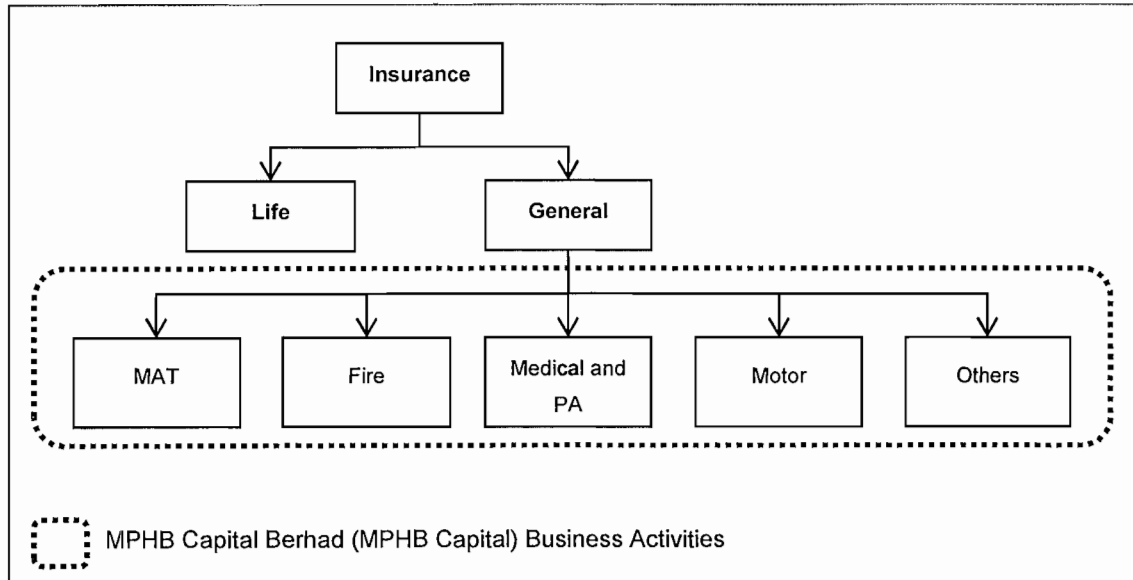 Insurance
Life
General
MAT
Fire
Medical and
PA
Motor
Others
MPHB Capital Berhad (MPHB Capital) Business Activities